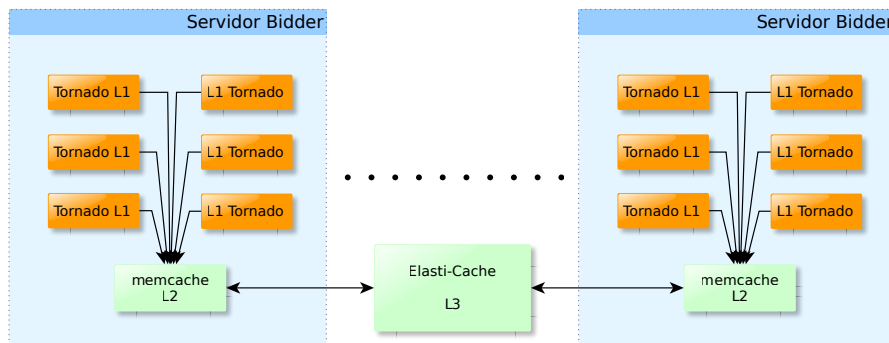 Servidor Bidder
Servidor Bidder
Tornado L1
L1 Tornado
Tornado L1
L1 Tornado
Tornado L1
L1 Tornado
memcache
L2
Elasti-Cache
L3
Tornado L1
L1 Tornado
Tornado L1
L1 Tornado
Tornado L1
L1 Tornado
memcache
L2